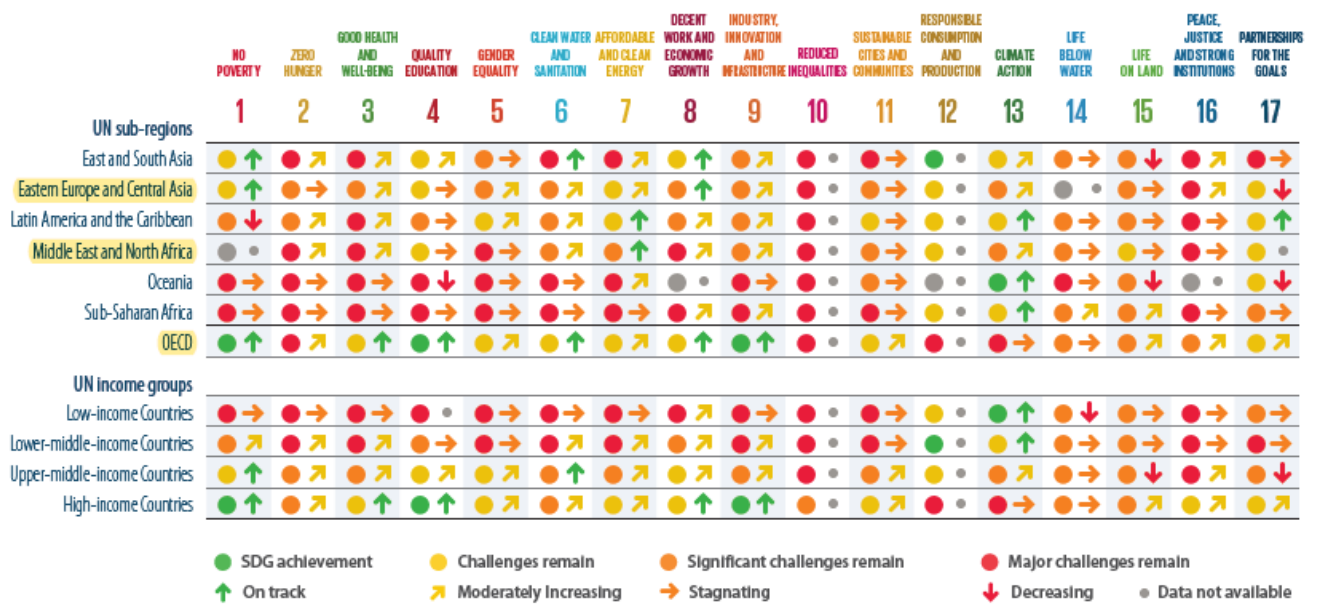 NO POVERTY
ZERO HUNGER
GOOD HEALTH AND WELL-BEING
QUALITY EDUCATION
GENDER EQUALITY
CLEAN WATER AND SANITATION
AFFORDABLE AND CLEAN ENERGY
DECENT WORK AND ECONOMIC GROWTH
INDUSTRY, INNOVATION AND INFRASTRUCTURE
REDUCED INEQUALITIES
SUSTAINABLE CITIES AND COMMUNITIES
RESPONSIBLE CONSUMPTION AND PRODUCTION
CLIMATE ACTION
LIFE BELOW WATER
LIFE ON LAND
PEACE, JUSTICE AND STRONG INSTITUTIONS
PARTNERSHIPS FOR THE GOALS
1 2 3 4 5 6 7 8 9 10 11 12 13 14 15 16 17
UN sub-regions
East and South Asia
Eastern Europe and Central Asia
Latin America and the Caribbean
Middle East and North Africa
Oceania
Sub-Saharan Africa
OECD
UN income groups
Low-income Countries
Lower-middle-income Countries
Upper-middle-income Countries
High-income Countries
SDG achievement Challenges remain Significant challenges remain Major challenges remain
On track Moderately Increasing Stagnating Decreasing Data not available